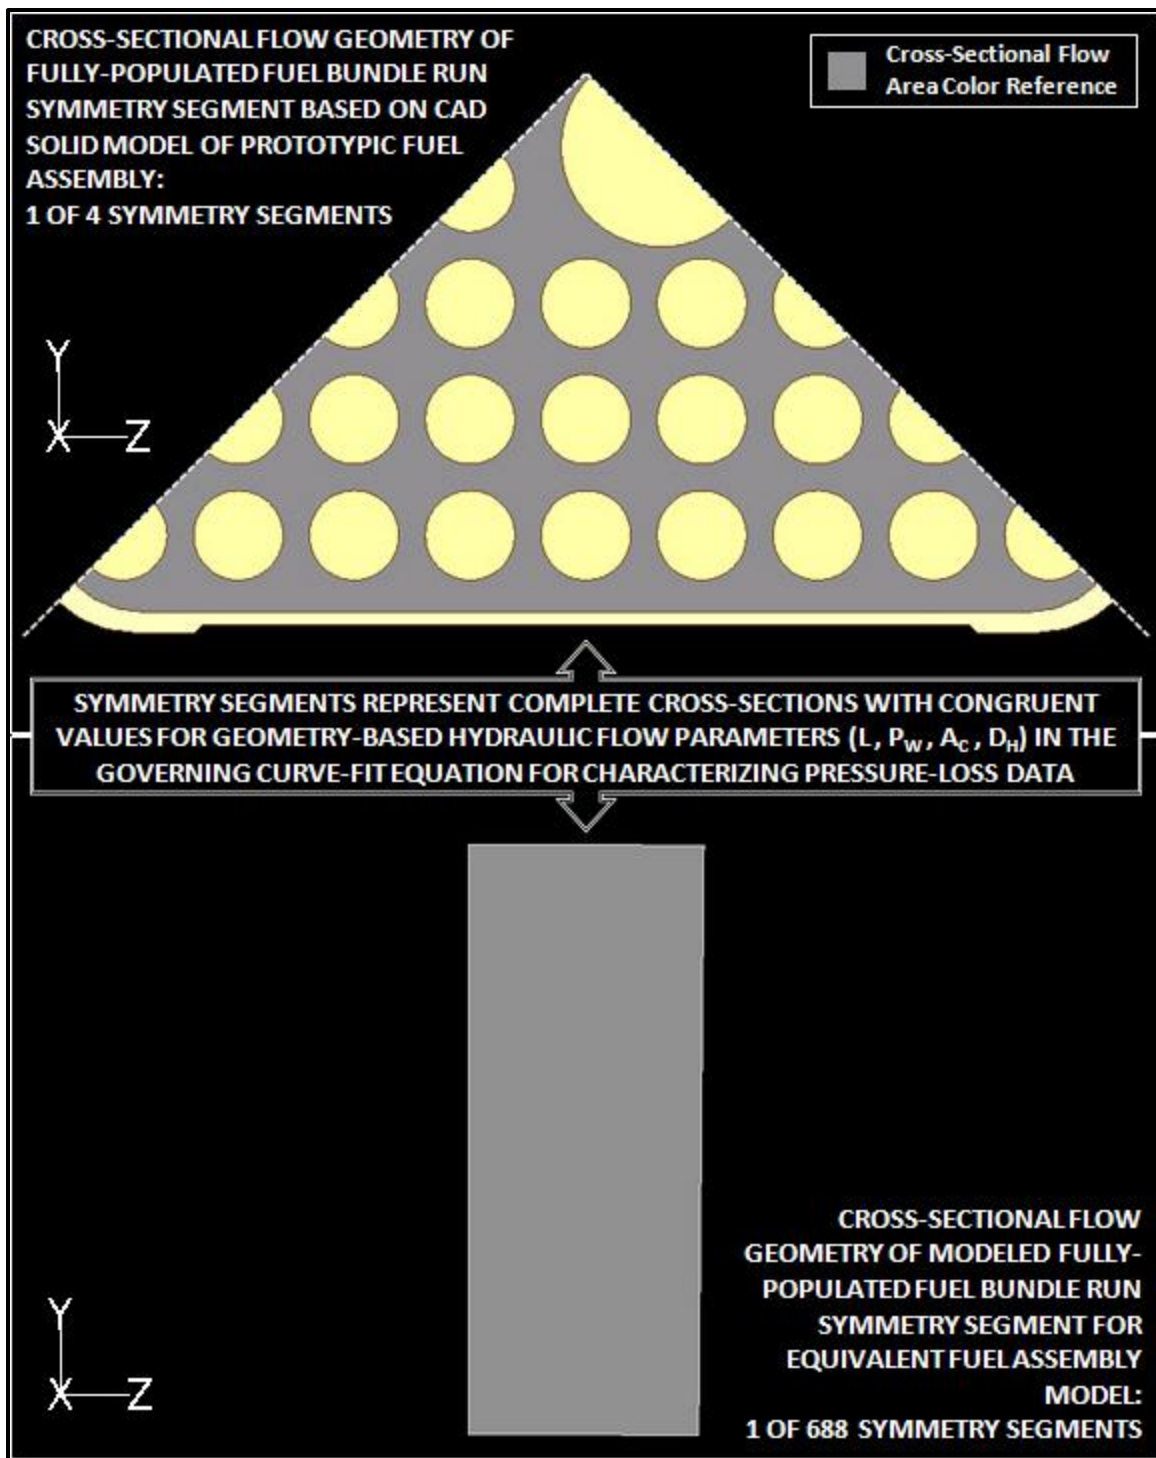 CROSS-SECTIONAL FLOW GEOMETRY OF
FULLY-POPULATED FUEL BUNDLE RUN
SYMMETRY SEGMENT BASED ON CAD
SOLID MODEL OF PROTOTYPIC FUEL
ASSEMBLY:
1 OF 4 SYMMETRY SEGMENTS
Cross-Sectional Flow
Area Color Reference
Y
X Z
SYMMETRY SEGMENTS REPRESENT COMPLETE CROSS-SECTIONS WITH CONGRUENT
VALUES FOR GEOMETRY-BASED HYDRAULIC FLOW PARAMETERS (L, PW, AC, DH) IN THE
GOVERNING CURVE-FIT EQUATION FOR CHARACTERIZING PRESSURE-LOSS DATA
CROSS-SECTIONAL FLOW
GEOMETRY OF MODELED FULLY-
POPULATED FUEL BUNDLE RUN
SYMMETRY SEGMENT FOR
EQUIVALENT FUEL ASSEMBLY
MODEL:
1 OF 688 SYMMETRY SEGMENTS
Y
X Z